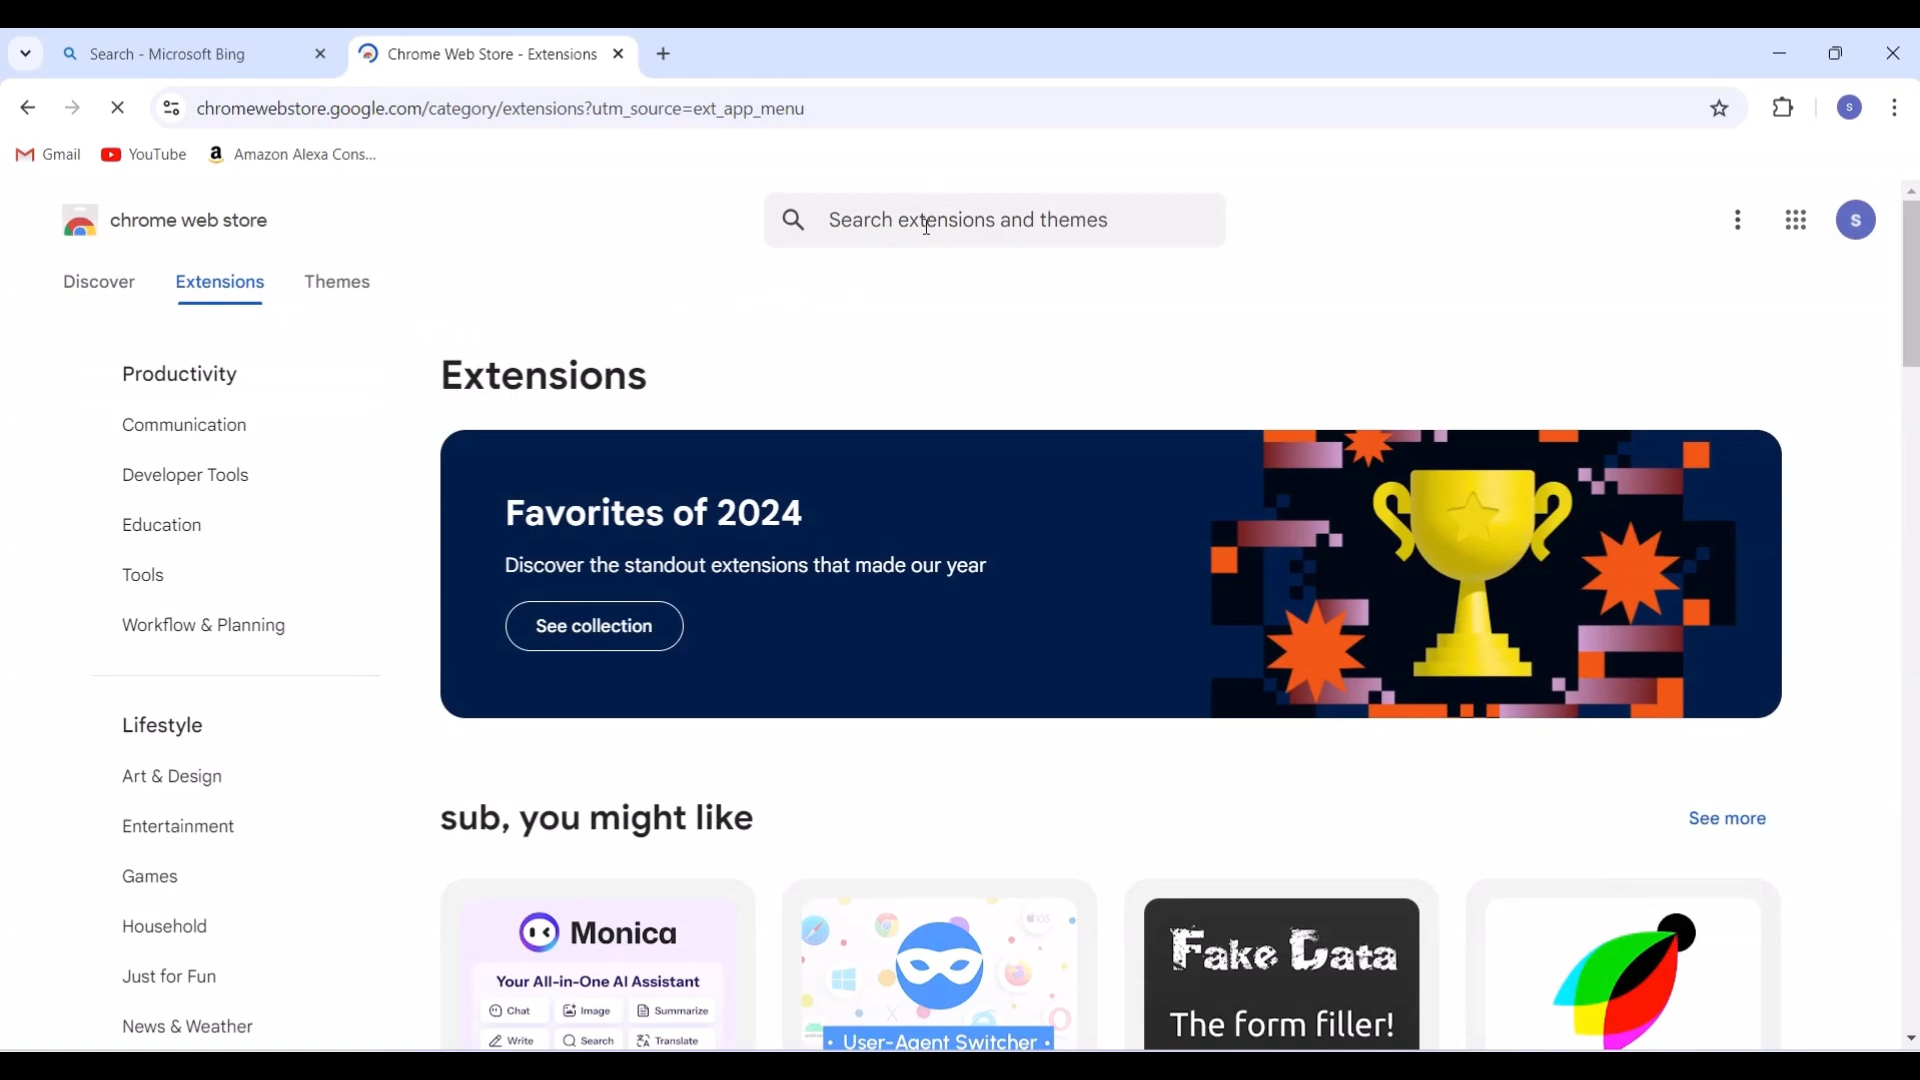 Search - Microsoft Bing
Chrome Web Store - Extensions
chromewebstore.google.com/category/extensions?utm_source=ext_app_menu
S
Gmail
YouTube
Amazon Alexa Cons...
chrome web store
Search extensions and themes
S
Discover
Extensions
Themes
Productivity
Communication
Developer Tools
Education
Tools
Workflow & Planning
Lifestyle
Art & Design
Entertainment
Games
Household
Just for Fun
News & Weather
Extensions
Favorites of 2024
Discover the standout extensions that made our year
See collection
sub, you might like
See more
Monica
Your All-in-One AI Assistant
Chat
Image
Summarize
Write
Search
Translate
iOS
• User-Agent Switcher •
Fake Data
The form filler!